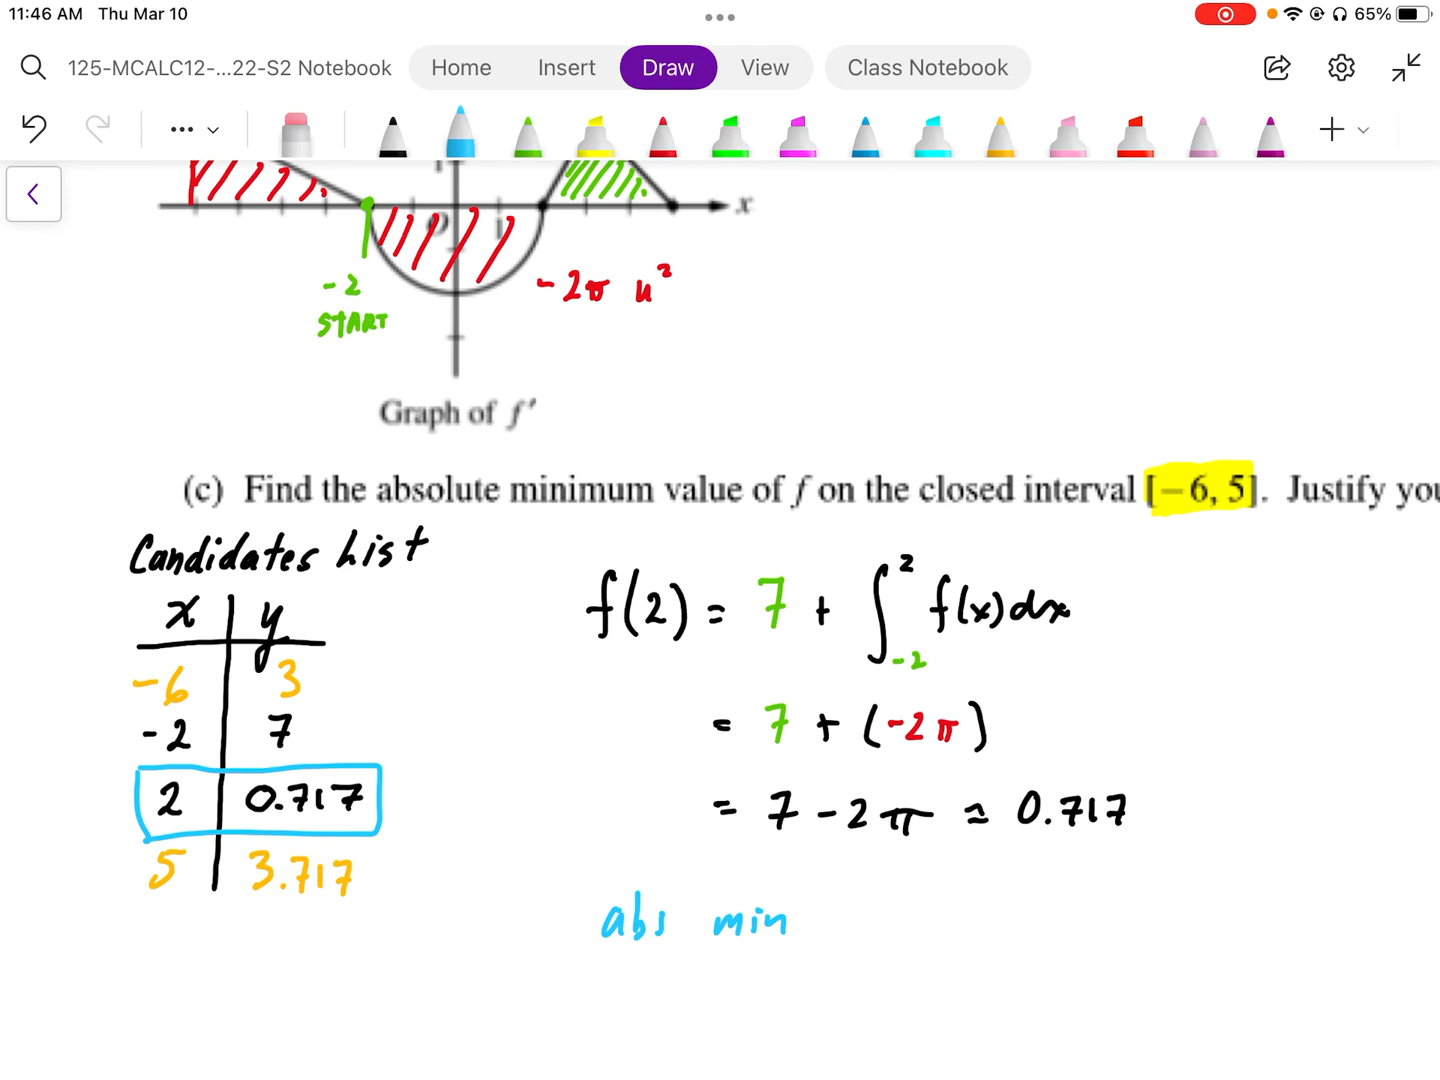 11:46 AM Thu Mar 10
65%
125-MCALC12-...22-S2 Notebook
Home
Insert
Draw
View
Class Notebook
1
x
O
1
-2
START
-2π u²
Graph of f′
(c) Find the absolute minimum value of f on the closed interval [−6, 5]. Justify you
Candidates List
x y
-6 3
-2 7
2 0.717
5 3.717
f(2) = 7 + ∫₋₂² f(x)dx
= 7 + (-2π)
= 7 - 2π ≈ 0.717
abs min